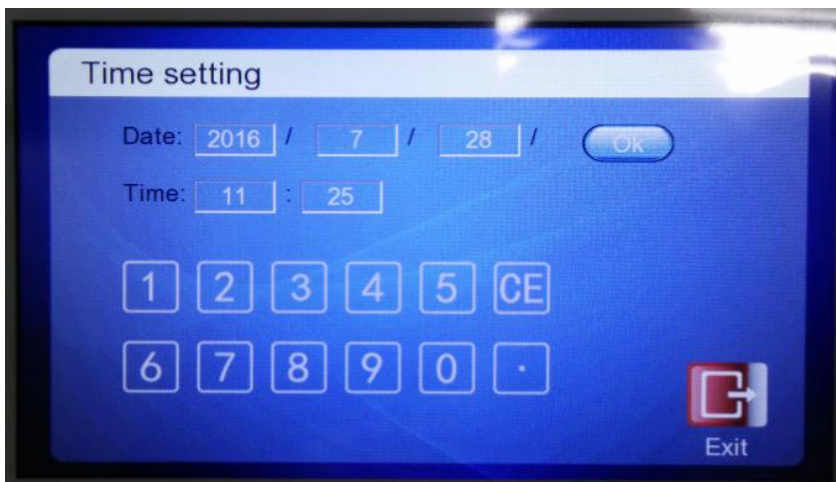 Time setting
Date: 2016 / 7 / 28 / Ok
Time: 11 : 25
1 2 3 4 5 CE
6 7 8 9 0 .
Exit